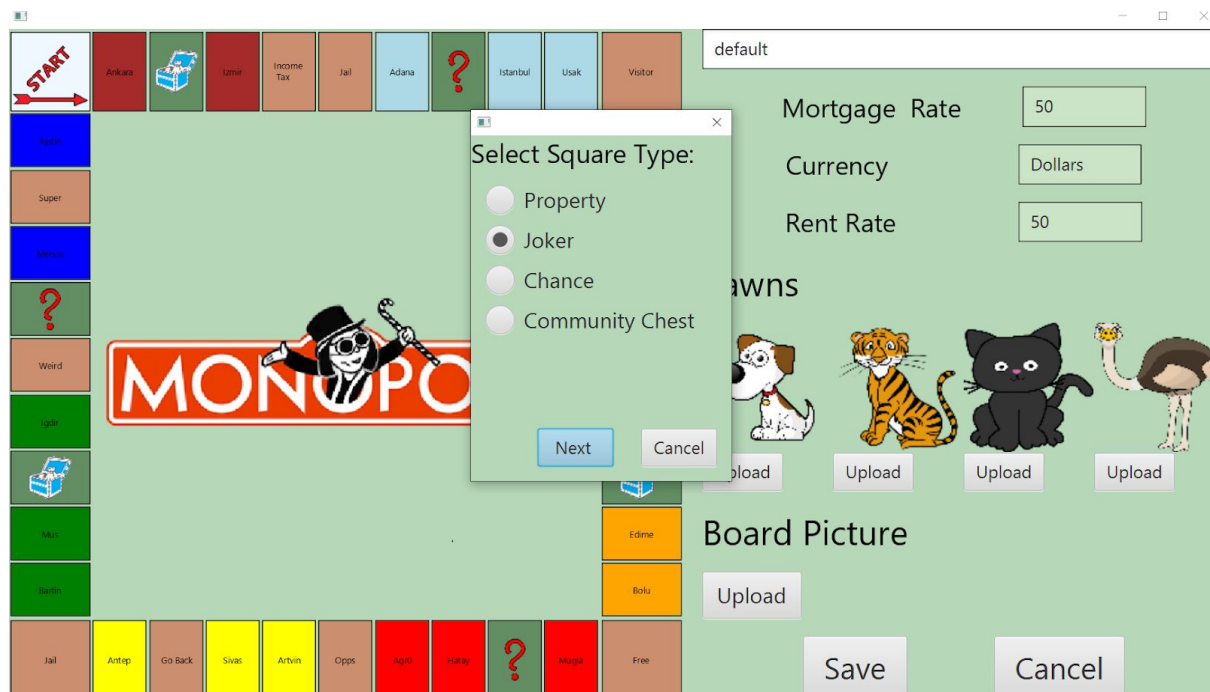 default
START
Ankara
Izmir
Income
Tax
Jail
Adana
?
Istanbul
Usak
Visitor
Mortgage Rate
50
Currency
Dollars
Rent Rate
50
Select Square Type:
Property
Joker
Chance
Community Chest
Next
Cancel
Super
?
Weird
Igdir
Mus
Bartin
MONOPO
awns
Upload
Upload
Upload
Edirne
Bolu
Board Picture
Upload
Jail
Antep
Go Back
Sivas
Artvin
Opps
Hatay
?
Mugla
Free
Save
Cancel